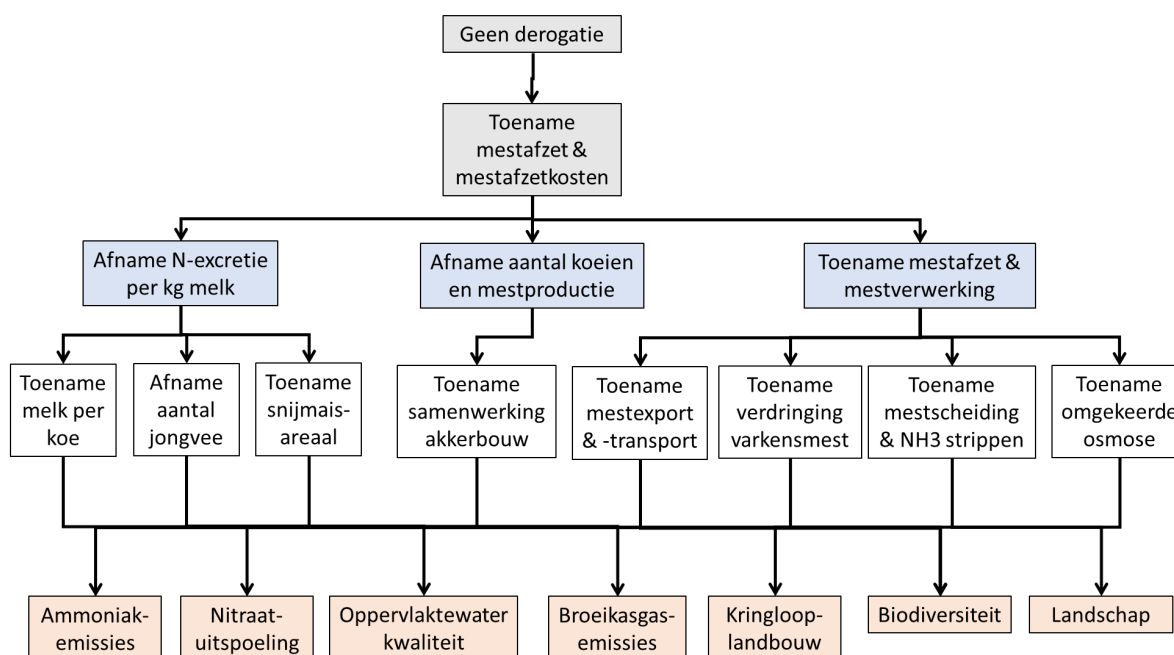 Geen derogatie
Toename
mestafzet &
mestafzetkosten
Afname N-excretie
per kg melk
Afname aantal koeien
en mestproductie
Toename mestafzet &
mestverwerking
Toename
melk per
koe
Afname
aantal
jongvee
Toename
snijmais-
areaal
Toename
samenwerking
akkerbouw
Toename
mestexport
& -transport
Toename
verdringing
varkensmest
Toename
mestscheiding
& NH3 strippen
Toename
omgekeerde
osmose
Ammoniak-
emissies
Nitraat-
uitspoeling
Oppervlaktewater
kwaliteit
Broeikasgas-
emissies
Kringloop-
landbouw
Biodiversiteit
Landschap